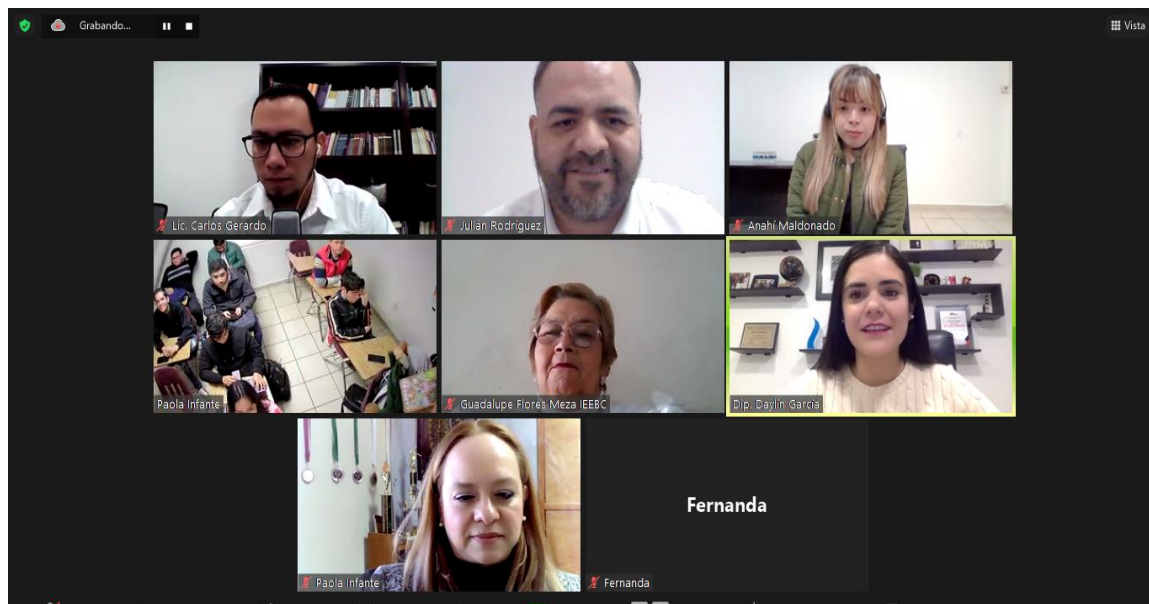 Grabando...
Vista
Lic. Carlos Gerardo
Julián Rodríguez
Anahí Maldonado
Paola Infante
Guadalupe Flores Meza IEEBC
Dip. Daylín García
Paola Infante
Fernanda
Fernanda